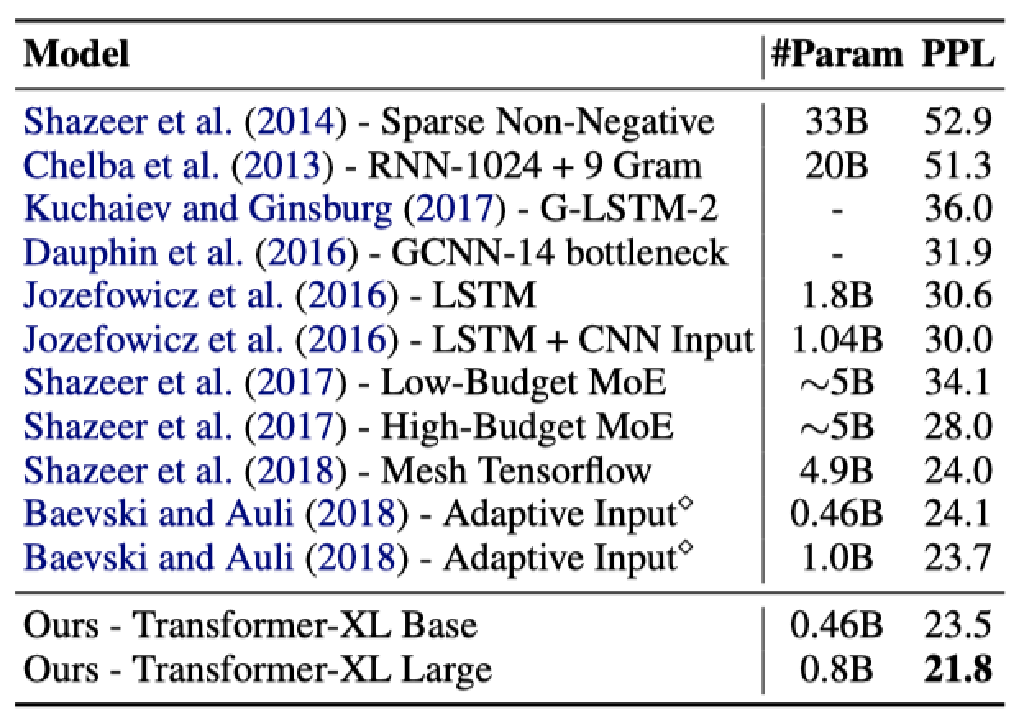 Model #Param PPL
Shazeer et al. (2014) - Sparse Non-Negative 33B 52.9
Chelba et al. (2013) - RNN-1024 + 9 Gram 20B 51.3
Kuchaiev and Ginsburg (2017) - G-LSTM-2 - 36.0
Dauphin et al. (2016) - GCNN-14 bottleneck - 31.9
Jozefowicz et al. (2016) - LSTM 1.8B 30.6
Jozefowicz et al. (2016) - LSTM + CNN Input 1.04B 30.0
Shazeer et al. (2017) - Low-Budget MoE ∼5B 34.1
Shazeer et al. (2017) - High-Budget MoE ∼5B 28.0
Shazeer et al. (2018) - Mesh Tensorflow 4.9B 24.0
Baevski and Auli (2018) - Adaptive Input⋄ 0.46B 24.1
Baevski and Auli (2018) - Adaptive Input⋄ 1.0B 23.7
Ours - Transformer-XL Base 0.46B 23.5
Ours - Transformer-XL Large 0.8B 21.8